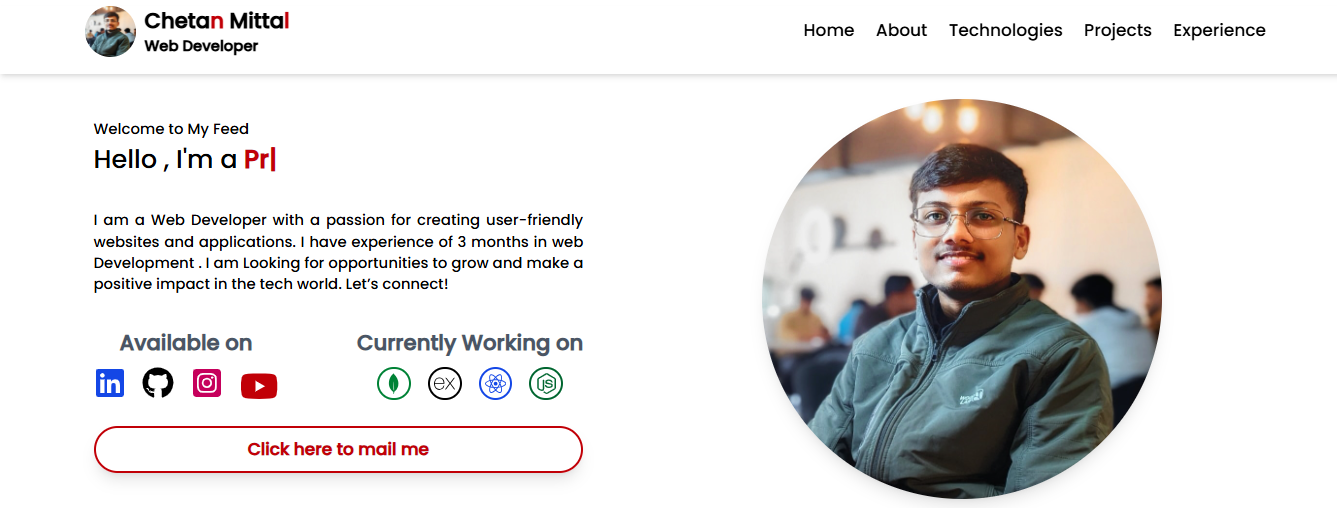 Chetan Mittal
Web Developer
Home About Technologies Projects Experience
Welcome to My Feed
Hello , I'm a Pr|
I am a Web Developer with a passion for creating user-friendly
websites and applications. I have experience of 3 months in web
Development . I am Looking for opportunities to grow and make a
positive impact in the tech world. Let’s connect!
Available on
Currently Working on
in
ex
JS
Click here to mail me